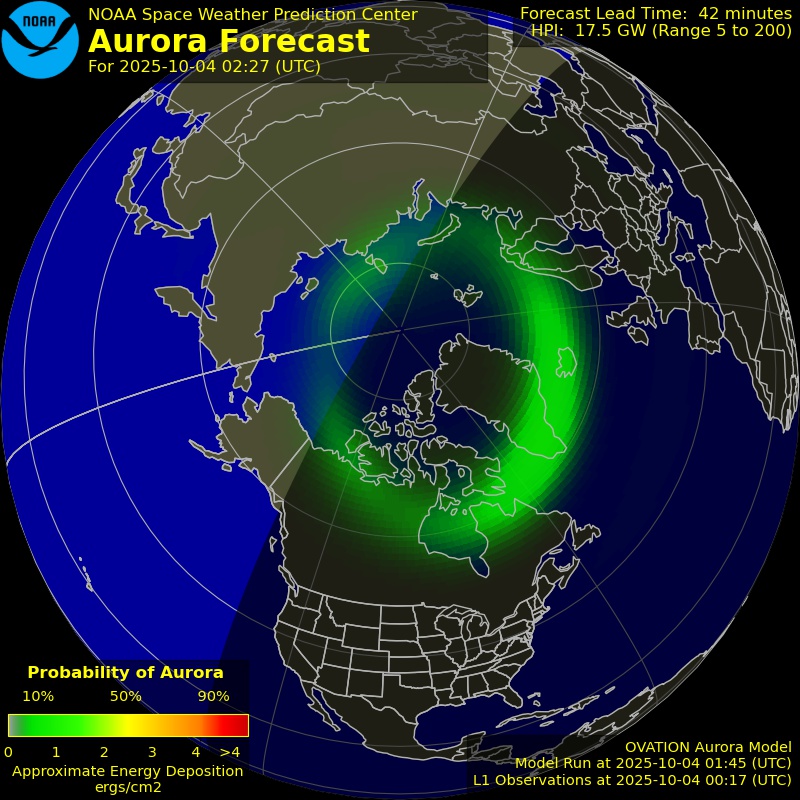 NOAA
NOAA Space Weather Prediction Center
Aurora Forecast
For 2025-10-04 02:27 (UTC)
Forecast Lead Time: 42 minutes
HPI: 17.5 GW (Range 5 to 200)
Probability of Aurora
10% 50% 90%
0 1 2 3 4 >4
Approximate Energy Deposition
ergs/cm2
OVATION Aurora Model
Model Run at 2025-10-04 01:45 (UTC)
L1 Observations at 2025-10-04 00:17 (UTC)